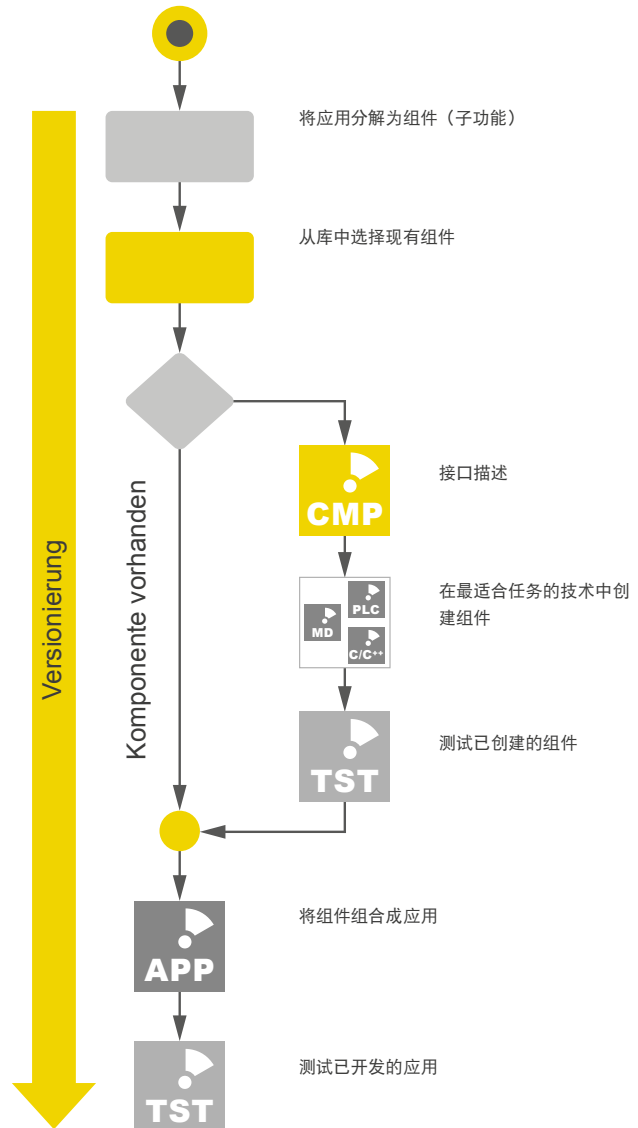 将应用分解为组件（子功能）
从库中选择现有组件
Versionierung
Komponente vorhanden
CMP
接口描述
PLC
MD
C/C++
在最适合任务的技术中创
建组件
TST
测试已创建的组件
APP
将组件组合成应用
TST
测试已开发的应用